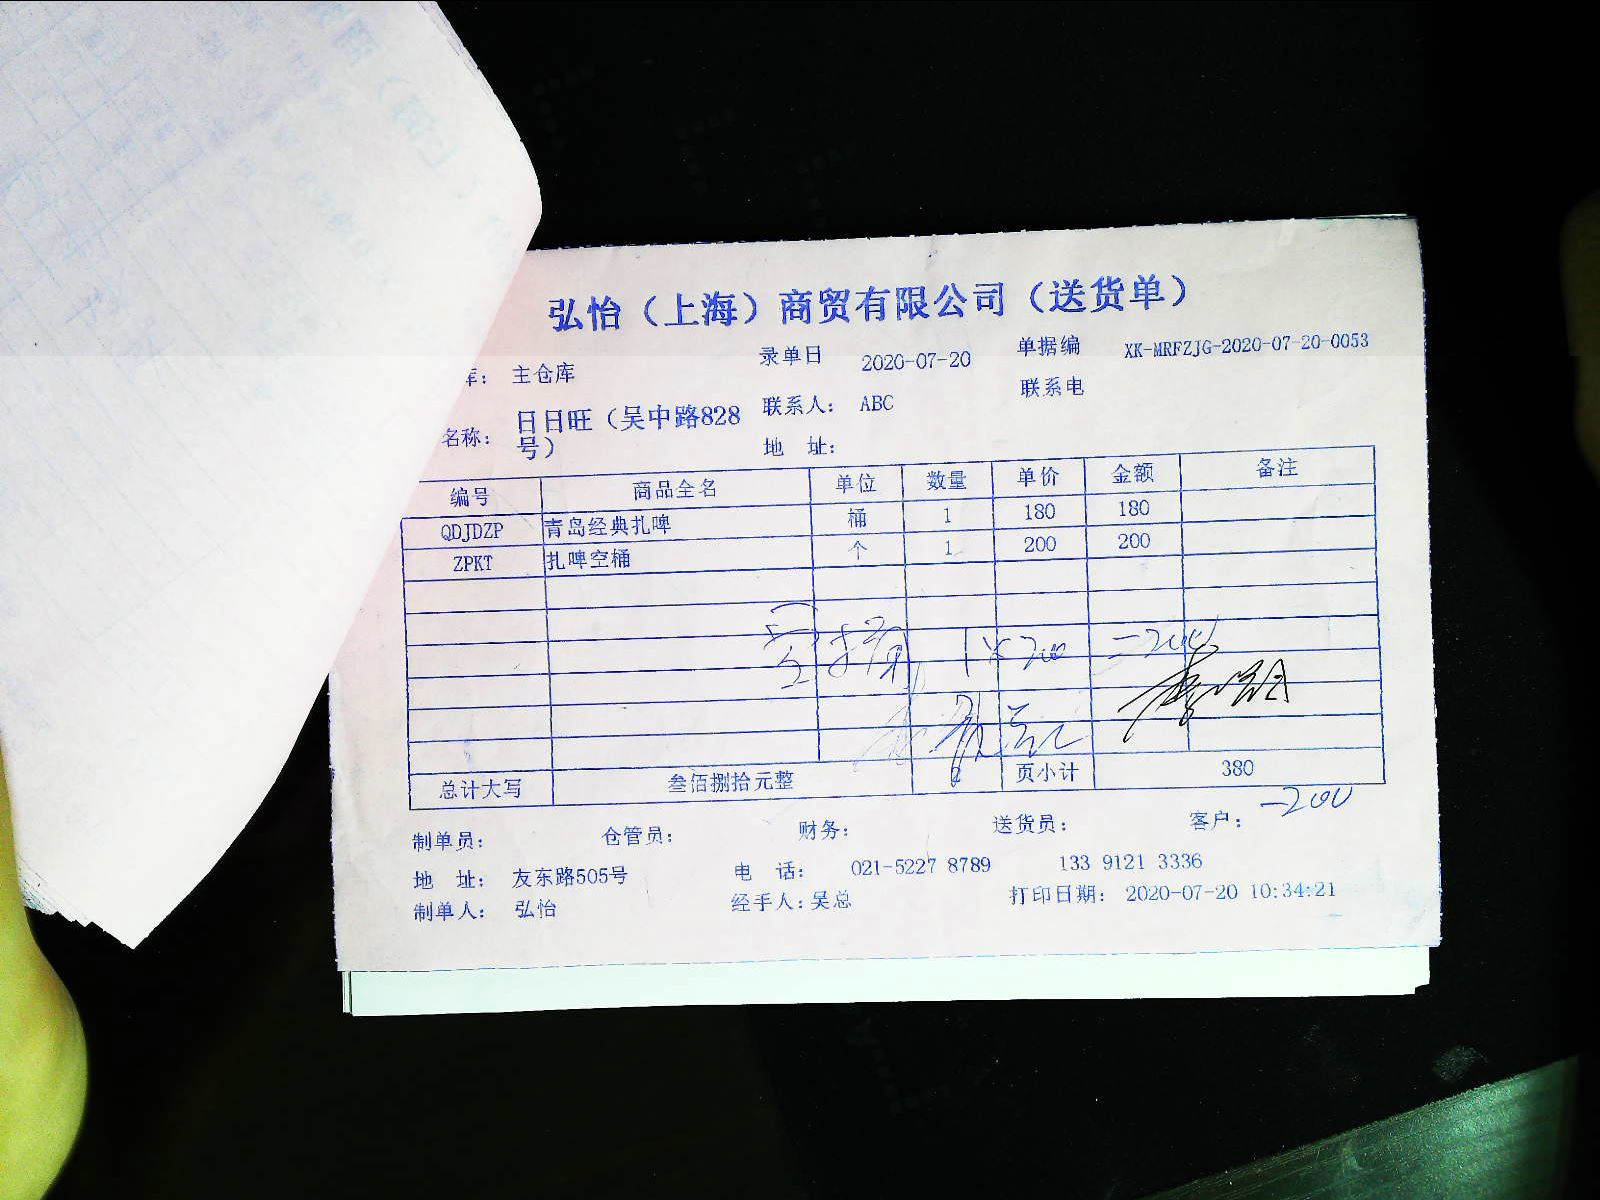 弘怡（上海）商贸有限公司（送货单）
库： 主仓库 录单日 2020-07-20 单据编 XK-MRFZJG-2020-07-20-0053
名称： 日日旺（吴中路828号） 联系人： ABC 联系电
地 址：
编号 商品全名 单位 数量 单价 金额 备注
QDJDZP 青岛经典扎啤 桶 1 180 180
ZPKT 扎啤空桶 个 1 200 200
1 ¥200 =200
总计大写 叁佰捌拾元整 2 页小计 380
-200
制单员： 仓管员： 财务： 送货员： 客户：
地 址： 友东路505号 电 话： 021-5227 8789 133 9121 3336
制单人： 弘怡 经手人：吴总 打印日期： 2020-07-20 10:34:21